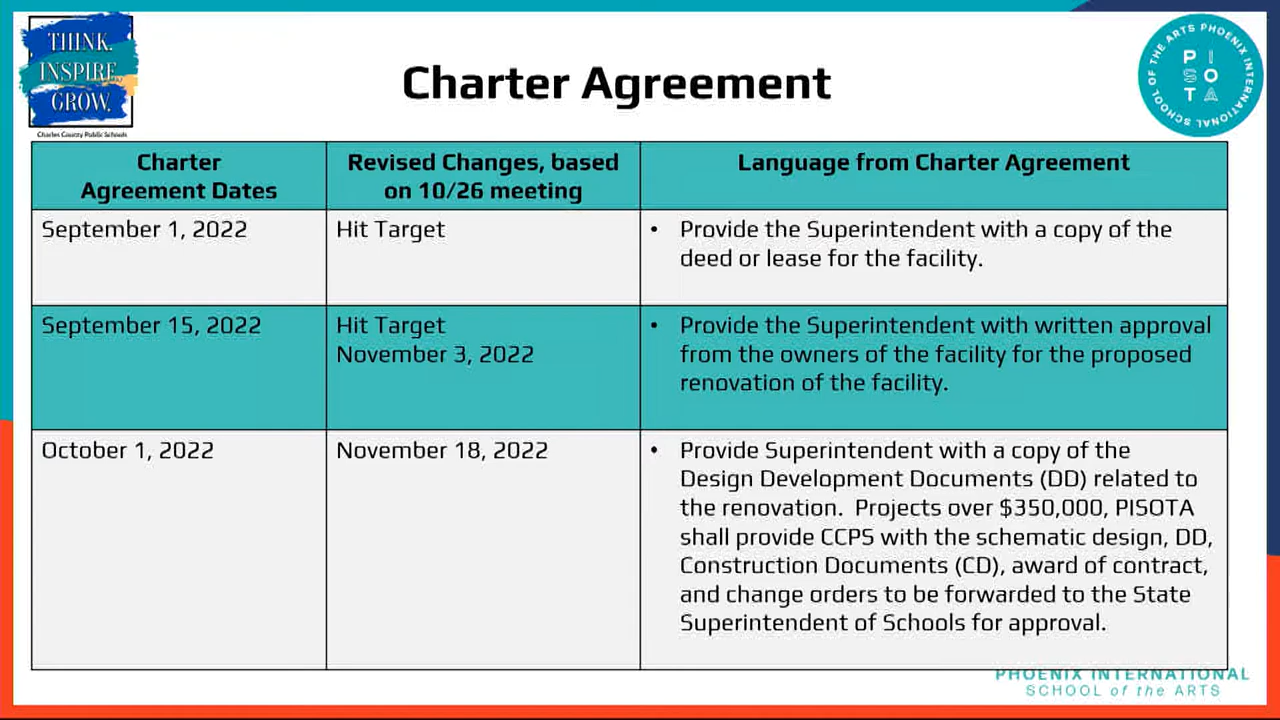 THINK.
INSPIRE.
GROW.
Charles County Public Schools
Charter Agreement
PHOENIX INTERNATIONAL SCHOOL OF THE ARTS
P I
S O
T A
Charter
Agreement Dates
Revised Changes, based
on 10/26 meeting
Language from Charter Agreement
September 1, 2022
Hit Target
• Provide the Superintendent with a copy of the
deed or lease for the facility.
September 15, 2022
Hit Target
November 3, 2022
• Provide the Superintendent with written approval
from the owners of the facility for the proposed
renovation of the facility.
October 1, 2022
November 18, 2022
• Provide Superintendent with a copy of the
Design Development Documents (DD) related to
the renovation.  Projects over $350,000, PISOTA
shall provide CCPS with the schematic design, DD,
Construction Documents (CD), award of contract,
and change orders to be forwarded to the State
Superintendent of Schools for approval.
PHOENIX INTERNATIONAL
SCHOOL of the ARTS